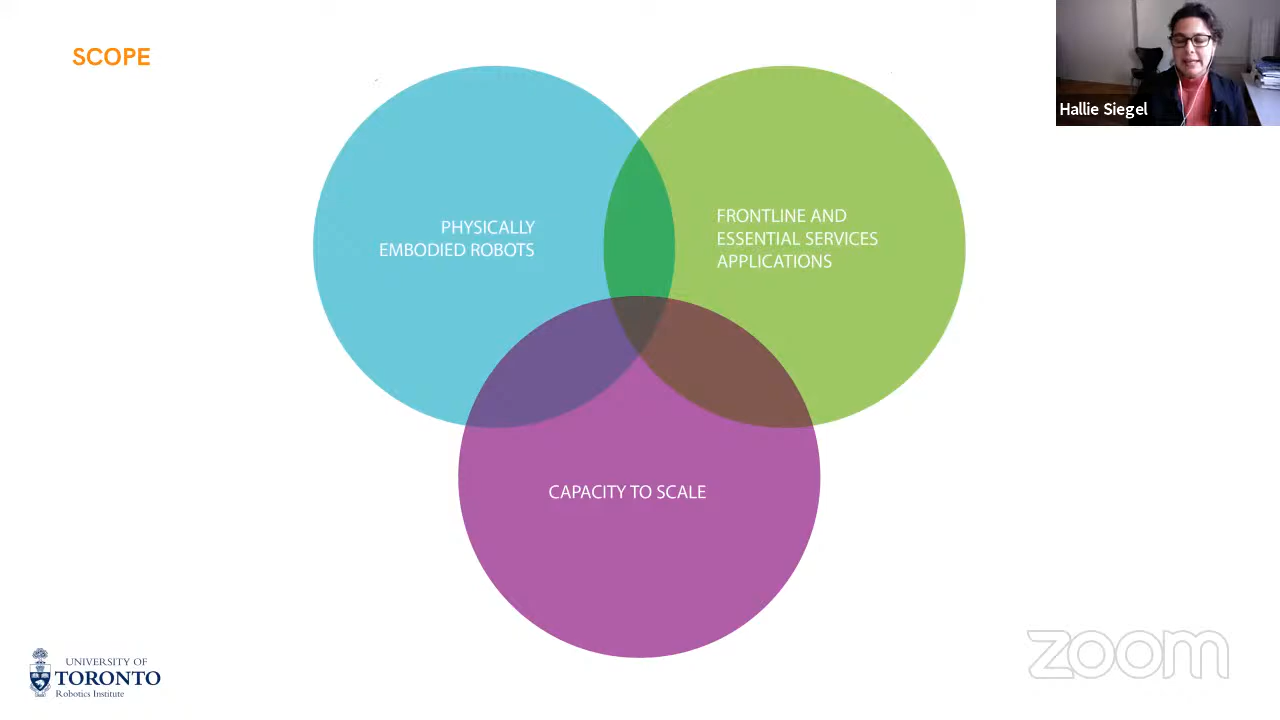 SCOPE
Hallie Siegel
PHYSICALLY
EMBODIED ROBOTS
FRONTLINE AND
ESSENTIAL SERVICES
APPLICATIONS
CAPACITY TO SCALE
UNIVERSITY OF
TORONTO
Robotics Institute
zoom